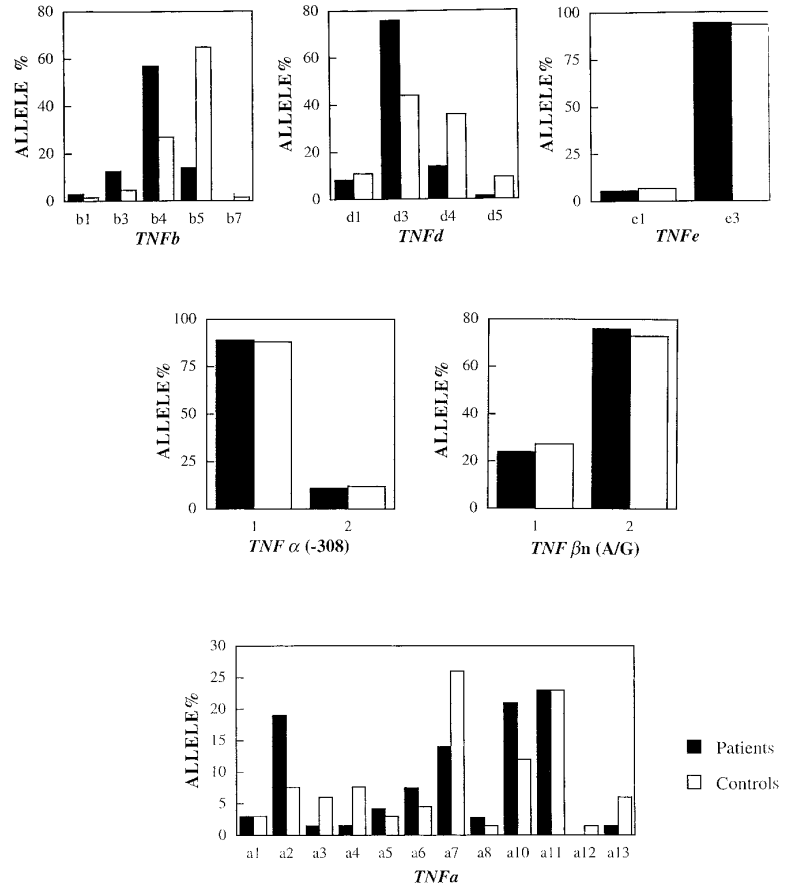 ALLELE %
80
60
40
20
0
b1 b3 b4 b5 b7
TNFb
ALLELE %
80
60
40
20
0
d1 d3 d4 d5
TNFd
ALLELE %
100
75
50
25
0
c1 c3
TNFe
ALLELE %
100
75
50
25
0
1 2
TNF α (-308)
ALLELE %
80
60
40
20
0
1 2
TNF βn (A/G)
ALLELE %
30
25
20
15
10
5
0
a1 a2 a3 a4 a5 a6 a7 a8 a10 a11 a12 a13
TNFa
Patients
Controls